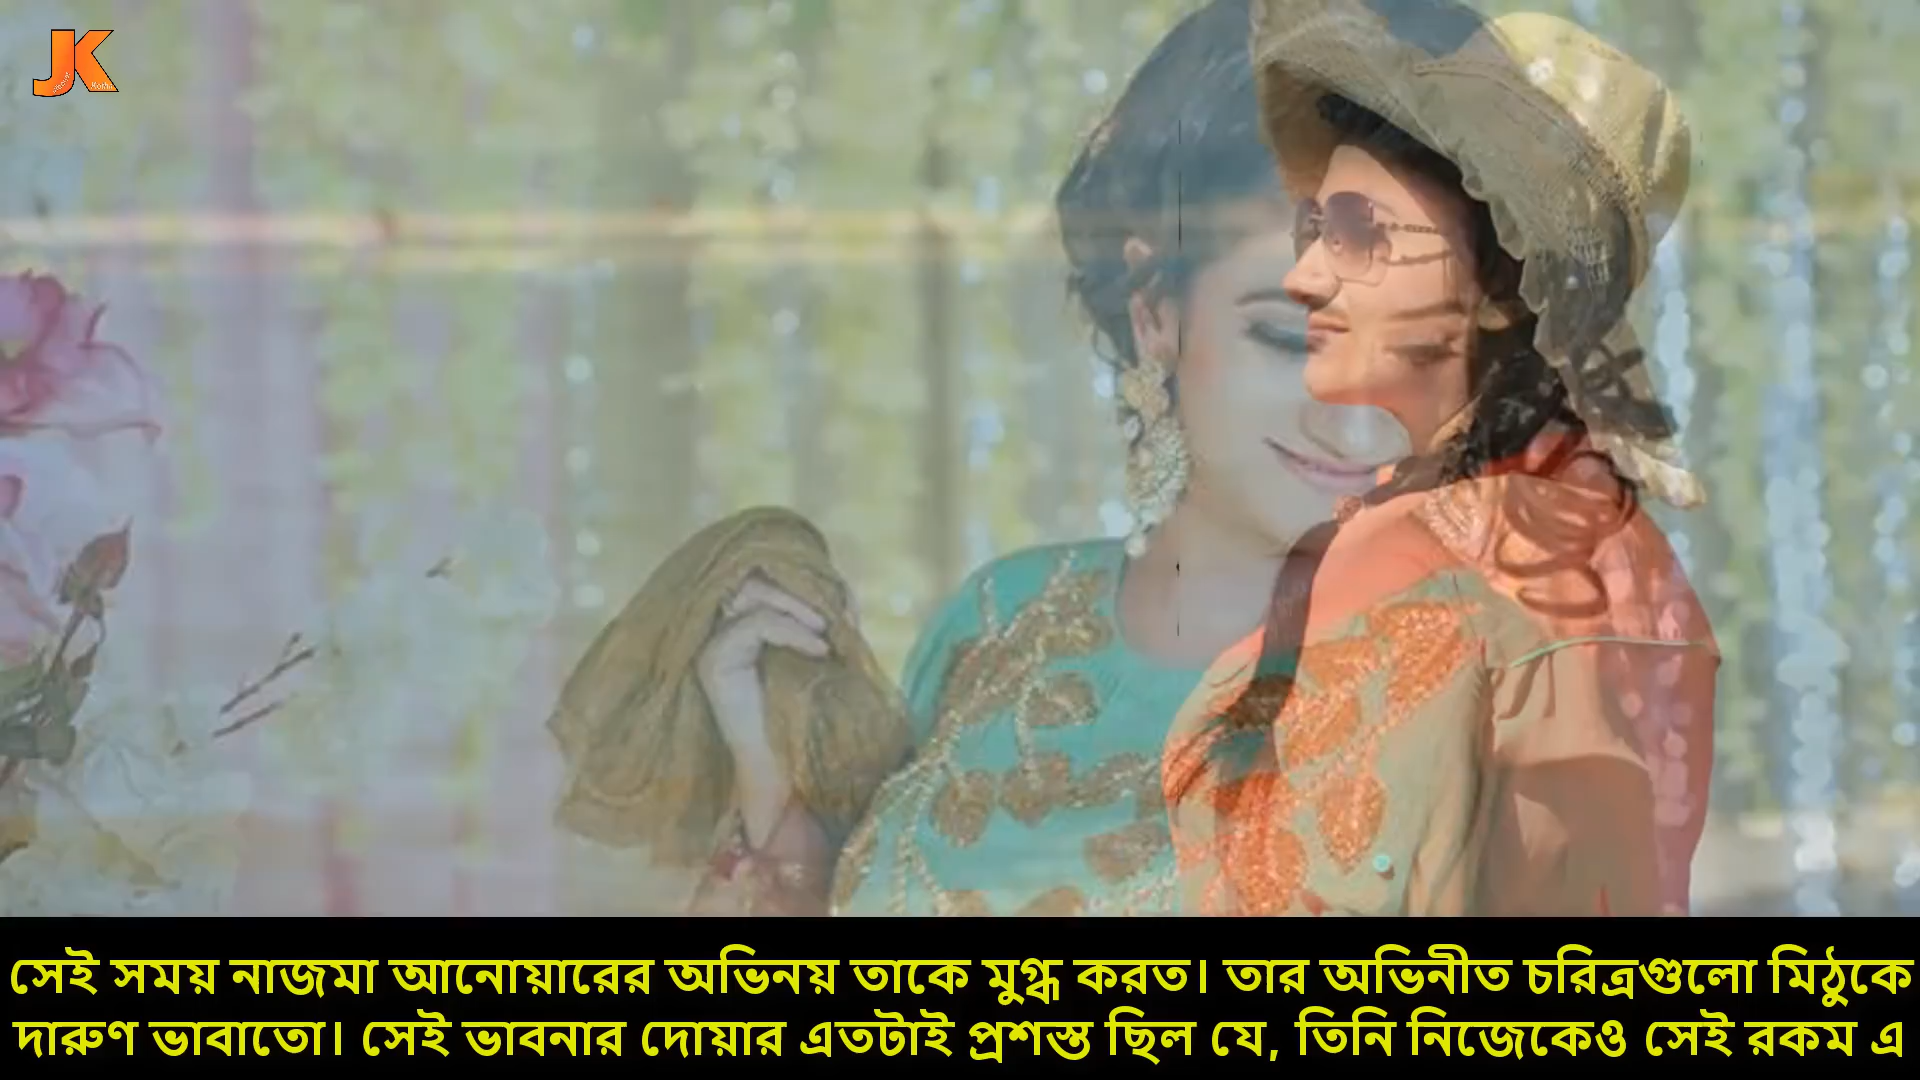 JK
সেই সময় নাজমা আনোয়ারের অভিনয় তাকে মুগ্ধ করত। তার অভিনীত চরিত্রগুলো মিঠুকে
দারুণ ভাবাতো। সেই ভাবনার দোয়ার এতটাই প্রশস্ত ছিল যে, তিনি নিজেকেও সেই রকম এ